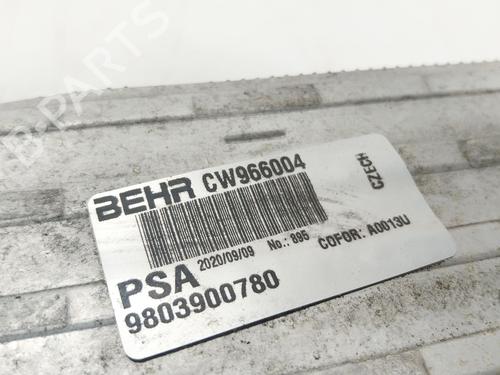 B-PARTS
BEHR CW966004
CZECH
PSA 2020/09/09 No.: 895 COFOR: A0013U
9803900780